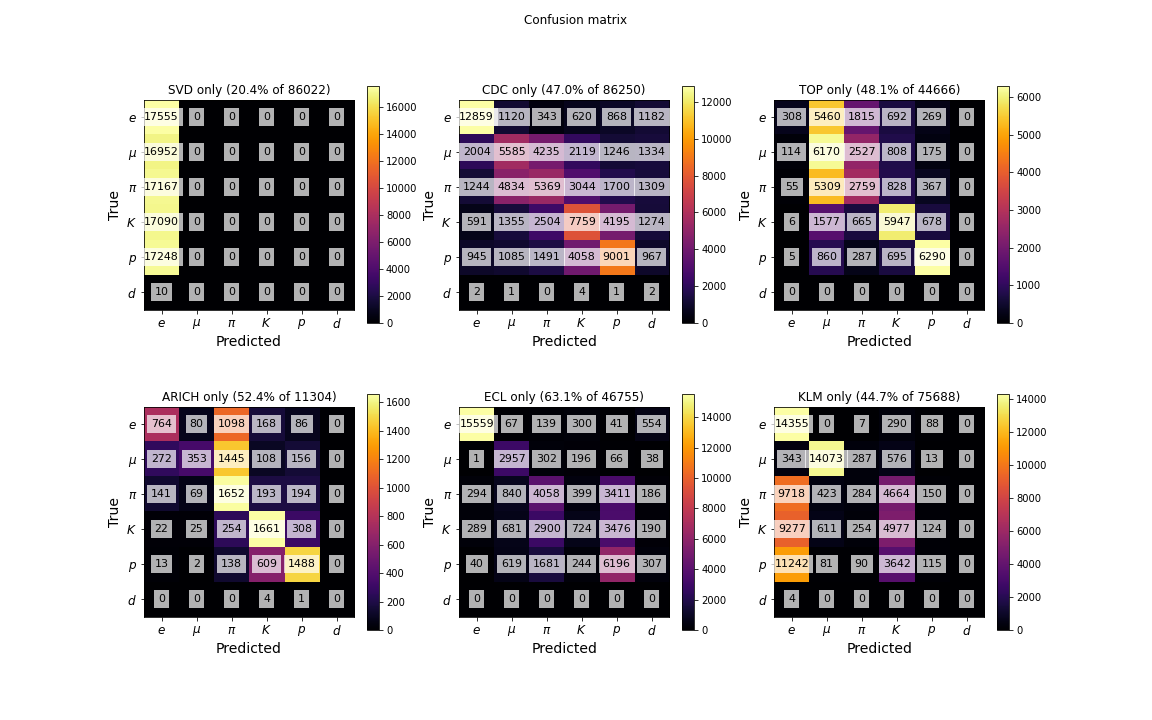 Confusion matrix
SVD only (20.4% of 86022)
True
e 17555 0 0 0 0 0
μ 16952 0 0 0 0 0
π 17167 0 0 0 0 0
K 17090 0 0 0 0 0
p 17248 0 0 0 0 0
d 10 0 0 0 0 0
e μ π K p d
Predicted
16000
14000
12000
10000
8000
6000
4000
2000
0
CDC only (47.0% of 86250)
True
e 12859 1120 343 620 868 1182
μ 2004 5585 4235 2119 1246 1334
π 1244 4834 5369 3044 1700 1309
K 591 1355 2504 7759 4195 1274
p 945 1085 1491 4058 9001 967
d 2 1 0 4 1 2
e μ π K p d
Predicted
12000
10000
8000
6000
4000
2000
0
TOP only (48.1% of 44666)
True
e 308 5460 1815 692 269 0
μ 114 6170 2527 808 175 0
π 55 5309 2759 828 367 0
K 6 1577 665 5947 678 0
p 5 860 287 695 6290 0
d 0 0 0 0 0 0
e μ π K p d
Predicted
6000
5000
4000
3000
2000
1000
0
ARICH only (52.4% of 11304)
True
e 764 80 1098 168 86 0
μ 272 353 1445 108 156 0
π 141 69 1652 193 194 0
K 22 25 254 1661 308 0
p 13 2 138 609 1488 0
d 0 0 0 4 1 0
e μ π K p d
Predicted
1600
1400
1200
1000
800
600
400
200
0
ECL only (63.1% of 46755)
True
e 15559 67 139 300 41 554
μ 1 2957 302 196 66 38
π 294 840 4058 399 3411 186
K 289 681 2900 724 3476 190
p 40 619 1681 244 6196 307
d 0 0 0 0 0 0
e μ π K p d
Predicted
14000
12000
10000
8000
6000
4000
2000
0
KLM only (44.7% of 75688)
True
e 14355 0 7 290 88 0
μ 343 14073 287 576 13 0
π 9718 423 284 4664 150 0
K 9277 611 254 4977 124 0
p 11242 81 90 3642 115 0
d 4 0 0 0 0 0
e μ π K p d
Predicted
14000
12000
10000
8000
6000
4000
2000
0